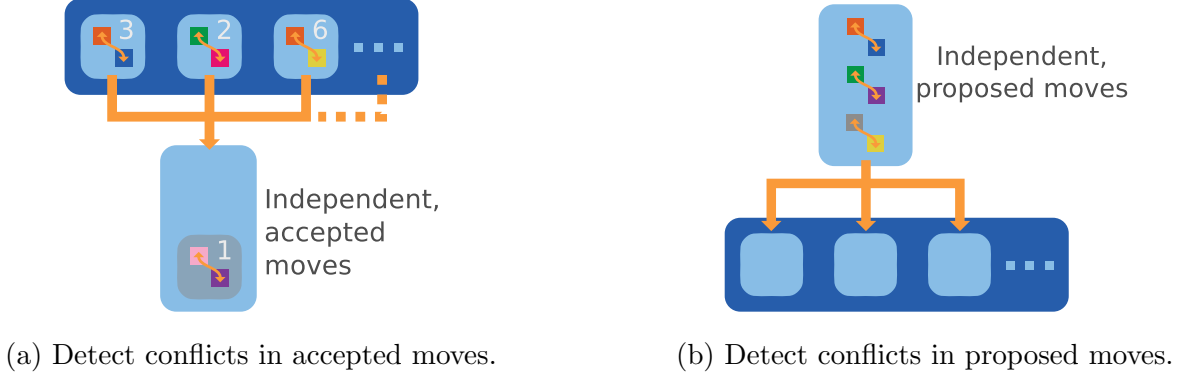 3 2 6
Independent,
accepted
moves
1
(a) Detect conflicts in accepted moves.
Independent,
proposed moves
(b) Detect conflicts in proposed moves.